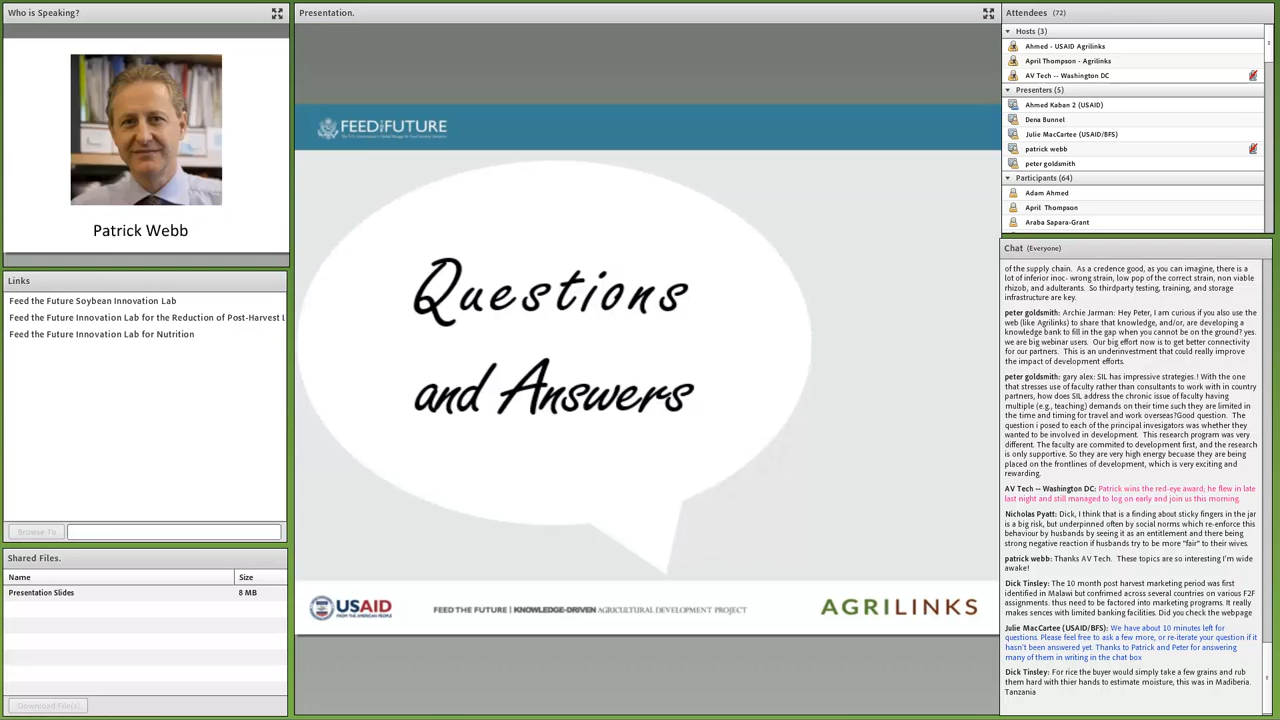 Who is Speaking?
Patrick Webb
Links
Feed the Future Soybean Innovation Lab
Feed the Future Innovation Lab for the Reduction of Post-Harvest L
Feed the Future Innovation Lab for Nutrition
Browse To
Shared Files.
Name Size
Presentation Slides 8 MB
Download File(s)
Presentation.
FEED THE FUTURE
Questions
and Answers
USAID
FROM THE AMERICAN PEOPLE
FEED THE FUTURE | KNOWLEDGE-DRIVEN AGRICULTURAL DEVELOPMENT PROJECT
AGRILINKS
Attendees (72)
Hosts (3)
Ahmed - USAID Agrilinks
April Thompson - Agrilinks
AV Tech -- Washington DC
Presenters (5)
Ahmed Kaban 2 (USAID)
Dena Bunnel
Julie MacCartee (USAID/BFS)
patrick webb
peter goldsmith
Participants (64)
Adam Ahmed
April Thompson
Araba Sapara-Grant
Chat (Everyone)
of the supply chain. As a credence good, as you can imagine, there is a
lot of inferior inoc- wrong strain, low pop of the correct strain, non viable
rhizob, and adulterants. So thirdparty testing, training, and storage
infrastructure are key.
peter goldsmith: Archie Jarman: Hey Peter, I am curious if you also use the
web (like Agrilinks) to share that knowledge, and/or, are developing a
knowledge bank to fill in the gap when you cannot be on the ground? yes.
we are big webinar users. Our big effort now is to get better connectivity
for our partners. This is an underinvestment that could really improve
the impact of development efforts.
peter goldsmith: gary alex: SIL has impressive strategies.! With the one
that stresses use of faculty rather than consultants to work with in country
partners, how does SIL address the chronic issue of faculty having
multiple (e.g., teaching) demands on their time such they are limited in
the time and timing for travel and work overseas?Good question. The
question i posed to each of the principal invesigators was whether they
wanted to be involved in development. This research program was very
different. The faculty are commited to development first, and the research
is only supportive. So they are very high energy becuase they are being
placed on the frontlines of development, which is very exciting and
rewarding.
AV Tech -- Washington DC: Patrick wins the red-eye award; he flew in late
last night and still managed to log on early and join us this morning.
Nicholas Pyatt: Dick, I think that is a finding about sticky fingers in the jar
is a big risk, but underpinned often by social norms which re-enforce this
behaviour by husbands by seeing it as an entitlement and there being
strong negative reaction if husbands try to be more "fair" to their wives.
patrick webb: Thanks AV Tech. These topics are so interesting I'm wide
awake!
Dick Tinsley: The 10 month post harvest marketing period was first
identified in Malawi but confirmed across several countries on various F2F
assignments. thus need to be factored into marketing programs. It really
makes sences with limited banking facilities. Did you check the webpage
Julie MacCartee (USAID/BFS): We have about 10 minutes left for
questions. Please feel free to ask a few more, or re-iterate your question if it
hasn't been answered yet. Thanks to Patrick and Peter for answering
many of them in writing in the chat box
Dick Tinsley: For rice the buyer would simply take a few grains and rub
them hard with thier hands to estimate moisture, this was in Madiberia.
Tanzania